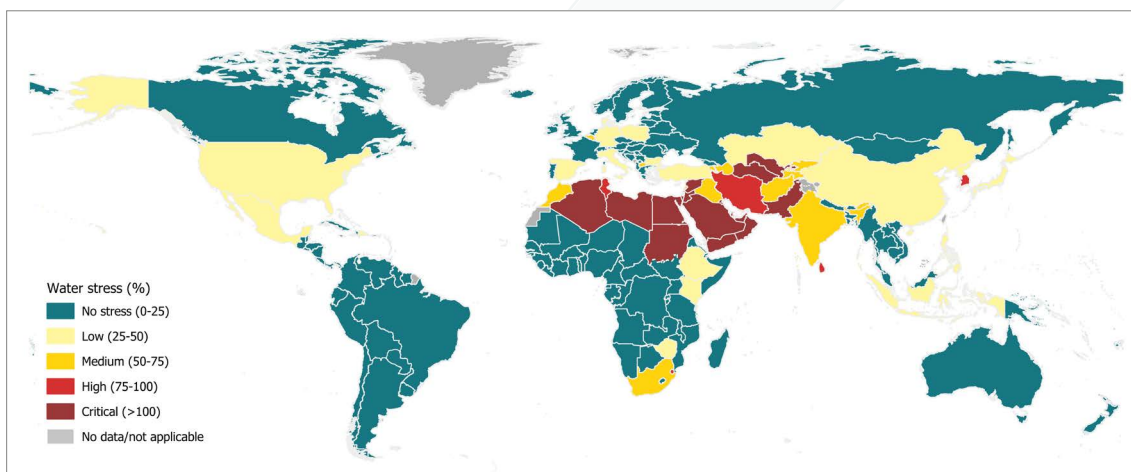 Water stress (%)
No stress (0-25)
Low (25-50)
Medium (50-75)
High (75-100)
Critical (>100)
No data/not applicable